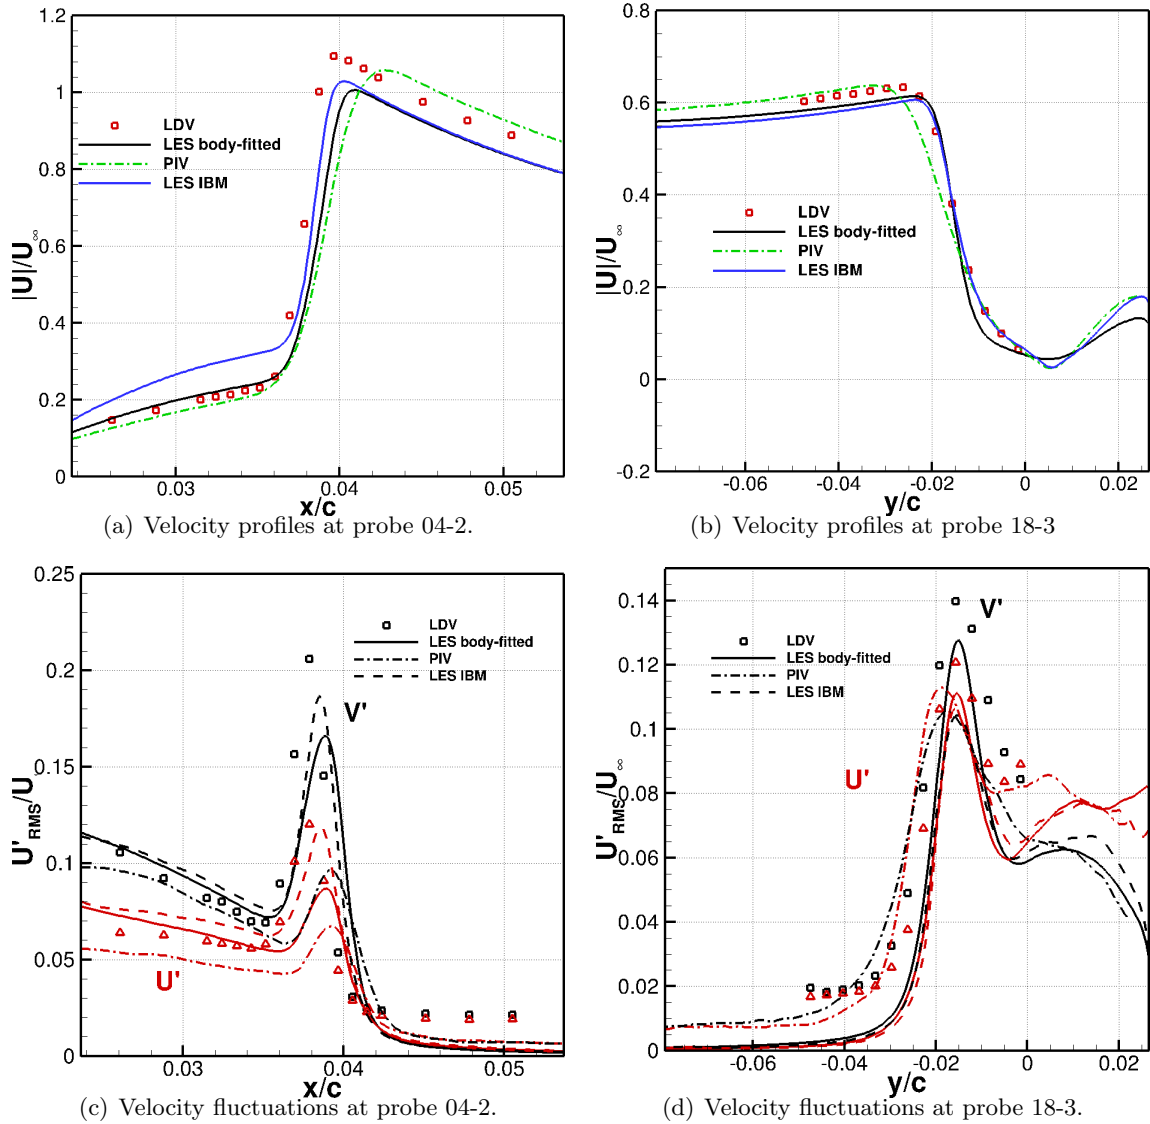 1.2
1
0.8
0.6
0.4
0.2
0
|U|/U∞
LDV
LES body-fitted
PIV
LES IBM
0.03
0.04
0.05
x/c
(a) Velocity profiles at probe 04-2.
0.8
0.6
0.4
0.2
0
-0.2
|U|/U∞
LDV
LES body-fitted
PIV
LES IBM
-0.06
-0.04
-0.02
0
0.02
y/c
(b) Velocity profiles at probe 18-3
0.25
0.2
0.15
0.1
0.05
0
U'RMS/U
LDV
LES body-fitted
PIV
LES IBM
V'
U'
0.03
0.04
0.05
x/c
(c) Velocity fluctuations at probe 04-2.
0.14
0.12
0.1
0.08
0.06
0.04
0.02
0
U'RMS/U∞
V'
LDV
LES body-fitted
PIV
LES IBM
U'
-0.06
-0.04
-0.02
0
0.02
y/c
(d) Velocity fluctuations at probe 18-3.